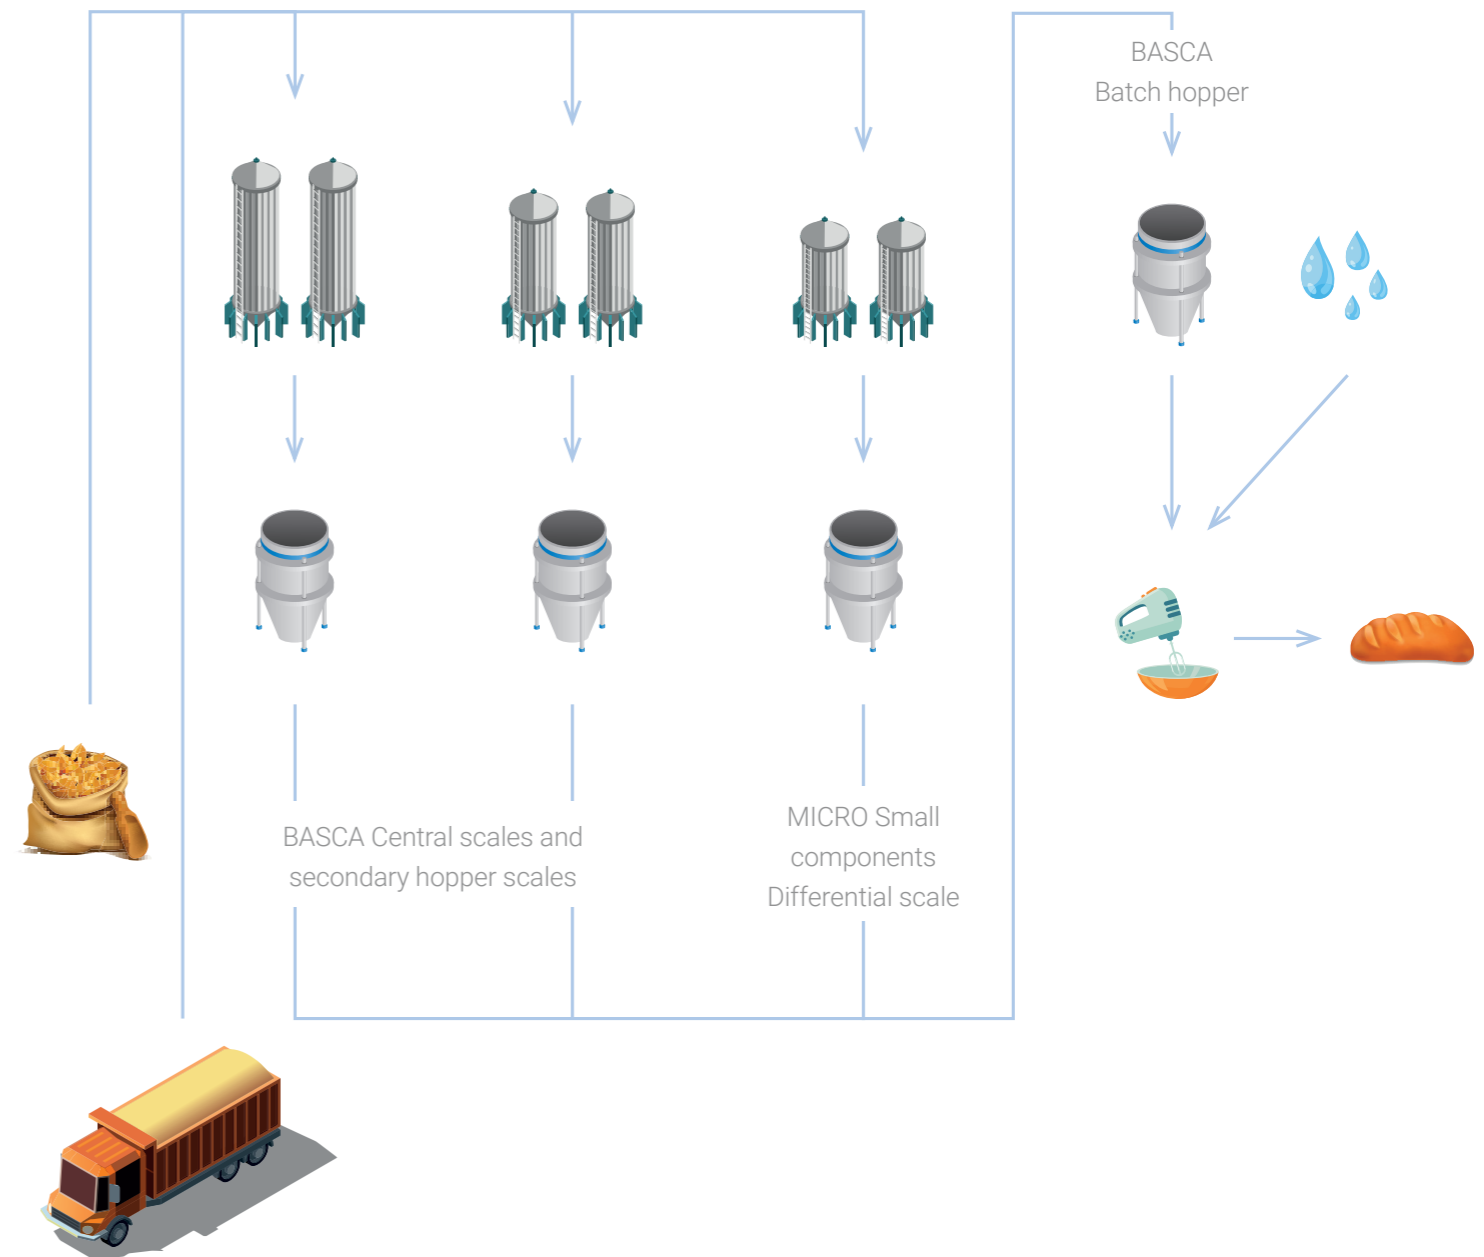 BASCA
Batch hopper
BASCA Central scales and
secondary hopper scales
MICRO Small
components
Differential scale